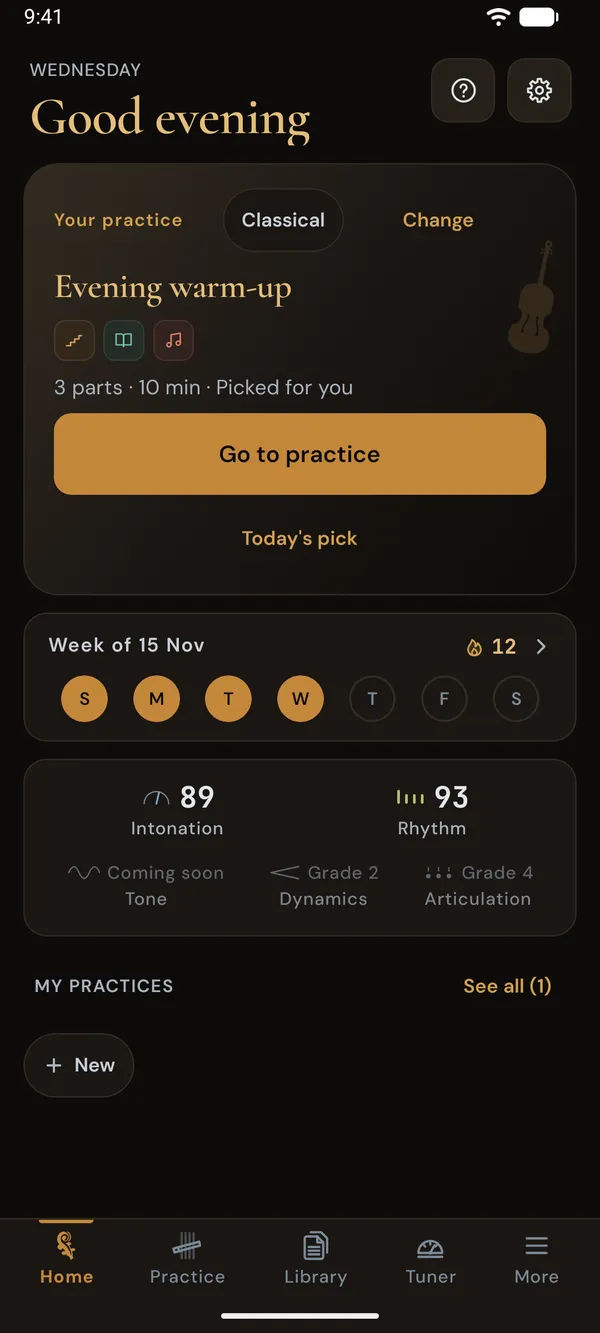 9:41
WEDNESDAY
Good evening
Your practice Classical Change
Evening warm-up
3 parts · 10 min · Picked for you
Go to practice
Today's pick
Week of 15 Nov 12
S M T W T F S
89 93
Intonation Rhythm
Coming soon Grade 2 Grade 4
Tone Dynamics Articulation
MY PRACTICES See all (1)
+ New
Home Practice Library Tuner More